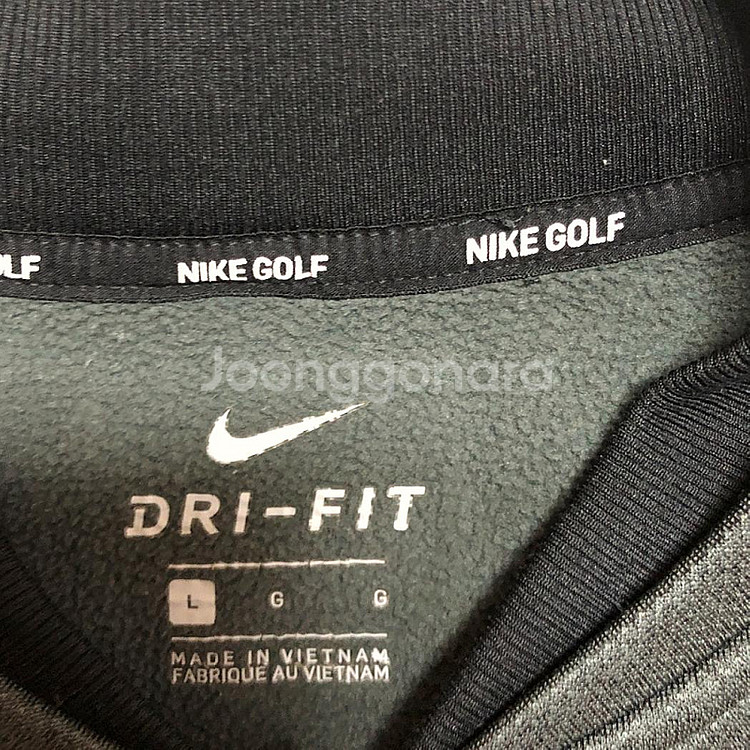 NIKE GOLF
NIKE GOLF
Joonggonara
DRI-FIT
L G G
MADE IN VIETNAM
FABRIQUE AU VIETNAM